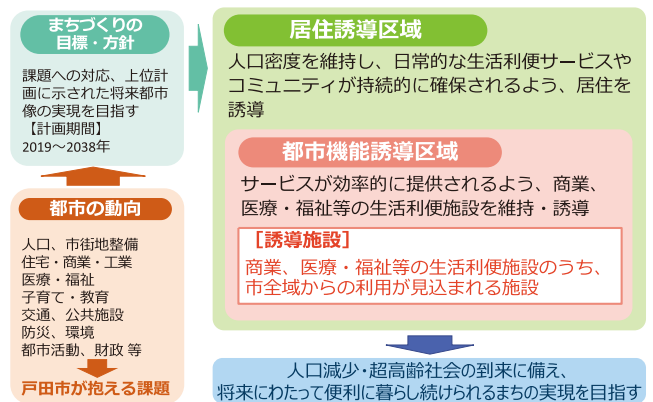 まちづくりの
目標・方針
課題への対応、上位計
画に示された将来都市
像の実現を目指す
【計画期間】
2019～2038年
都市の動向
人口、市街地整備
住宅・商業・工業
医療・福祉
子育て・教育
交通、公共施設
防災、環境
都市活動、財政 等
戸田市が抱える課題
居住誘導区域
人口密度を維持し、日常的な生活利便サービスや
コミュニティが持続的に確保されるよう、居住を
誘導
都市機能誘導区域
サービスが効率的に提供されるよう、商業、
医療・福祉等の生活利便施設を維持・誘導
［誘導施設］
商業、医療・福祉等の生活利便施設のうち、
市全域からの利用が見込まれる施設
人口減少・超高齢社会の到来に備え、
将来にわたって便利に暮らし続けられるまちの実現を目指す